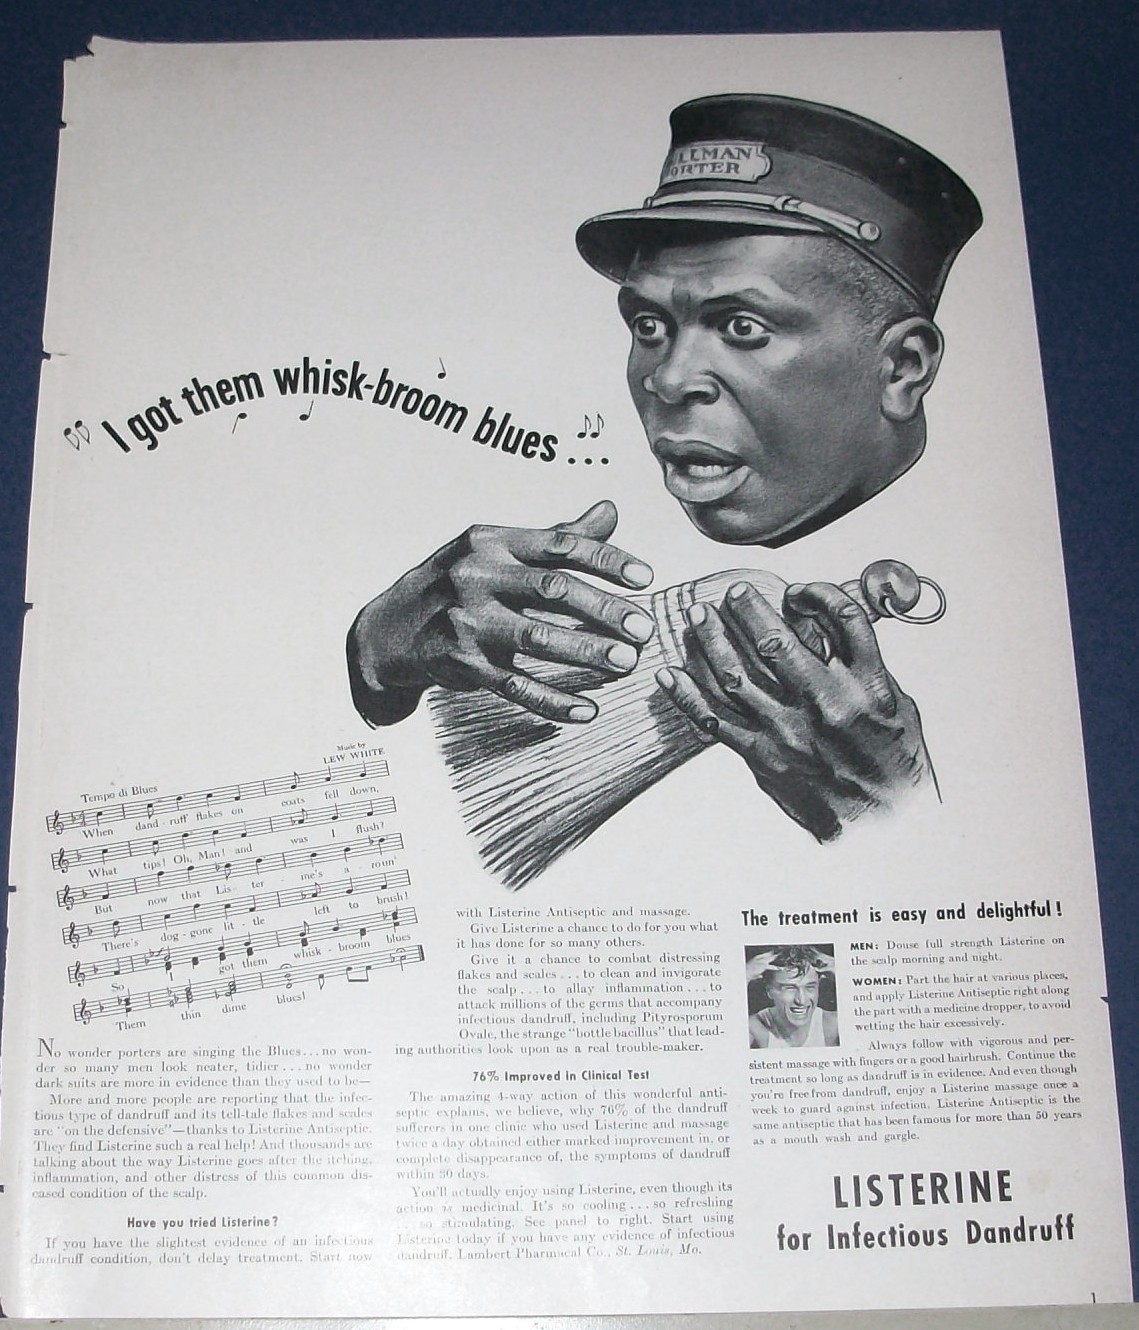 ULLMAN
ORTER
"I got them whisk-broom blues...
Music by
LEW WHITE
Tempo di Blues
When dand-ruff flakes on coats fell down,
What tips! Oh, Man! and was I flush?
But now that Lis-ter-ine's a-roun'
There's dog-gone lit-tle left to brush!
So got them whisk-broom blues
Them thin dime blues!
No wonder porters are singing the Blues...no won-
der so many men look neater, tidier...no wonder
dark suits are more in evidence than they used to be—
More and more people are reporting that the infec-
tious type of dandruff and its tell-tale flakes and scales
are "on the defensive"—thanks to Listerine Antiseptic.
They find Listerine such a real help! And thousands are
talking about the way Listerine goes after the itching,
inflammation, and other distress of this common dis-
eased condition of the scalp.
Have you tried Listerine?
If you have the slightest evidence of an infectious
dandruff condition, don't delay treatment. Start now
with Listerine Antiseptic and massage.
Give Listerine a chance to do for you what
it has done for so many others.
Give it a chance to combat distressing
flakes and scales...to clean and invigorate
the scalp...to allay inflammation...to
attack millions of the germs that accompany
infectious dandruff, including Pityrosporum
Ovale, the strange "bottle bacillus" that lead-
ing authorities look upon as a real trouble-maker.
76% Improved in Clinical Test
The amazing 4-way action of this wonderful anti-
septic explains, we believe, why 76% of the dandruff
sufferers in one clinic who used Listerine and massage
twice a day obtained either marked improvement in, or
complete disappearance of, the symptoms of dandruff
within 30 days.
You'll actually enjoy using Listerine, even though its
action is medicinal. It's so cooling...so refreshing
...so stimulating. See panel to right. Start using
Listerine today if you have any evidence of infectious
dandruff. Lambert Pharmacal Co., St. Louis, Mo.
The treatment is easy and delightful!
MEN: Douse full strength Listerine on
the scalp morning and night.
WOMEN: Part the hair at various places,
and apply Listerine Antiseptic right along
the part with a medicine dropper, to avoid
wetting the hair excessively.
Always follow with vigorous and per-
sistent massage with fingers or a good hairbrush. Continue the
treatment so long as dandruff is in evidence. And even though
you're free from dandruff, enjoy a Listerine massage once a
week to guard against infection. Listerine Antiseptic is the
same antiseptic that has been famous for more than 50 years
as a mouth wash and gargle.
LISTERINE
for Infectious Dandruff
1